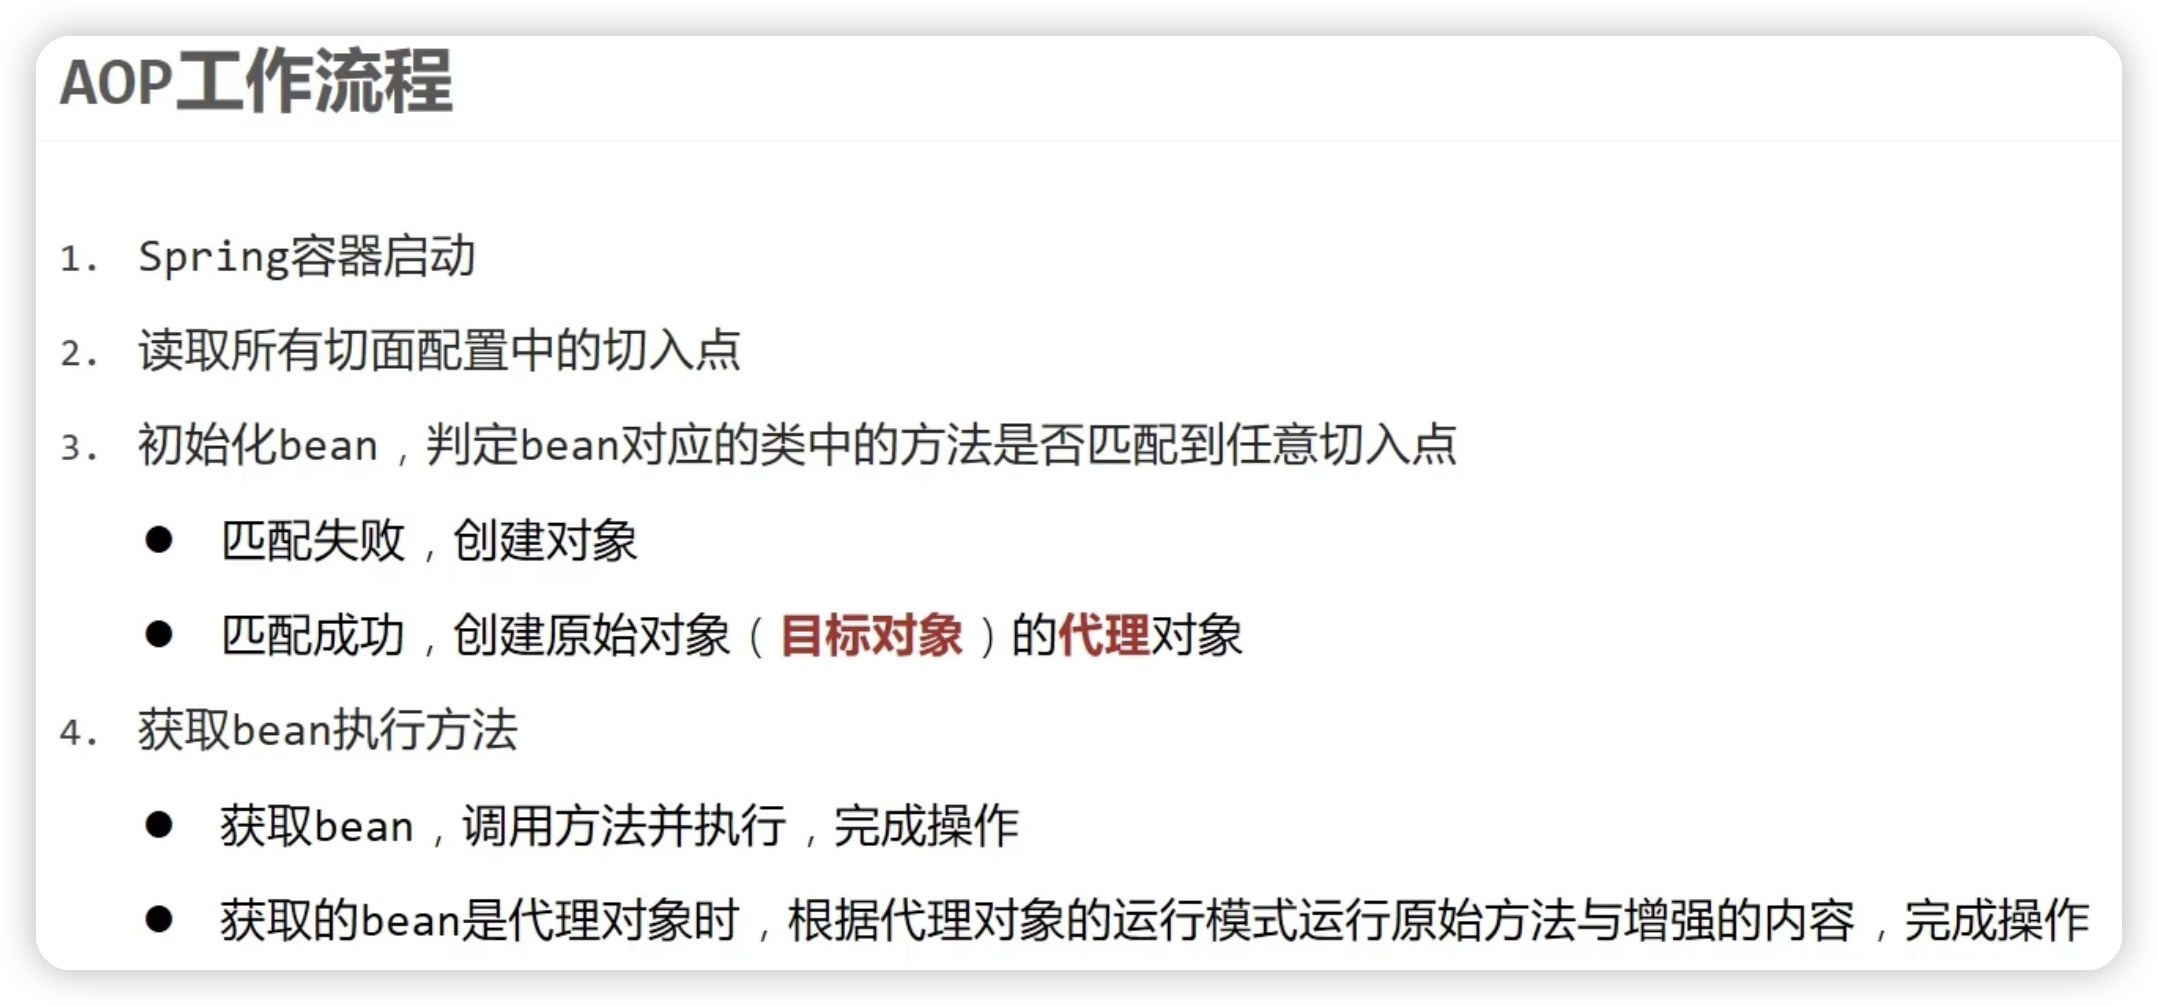 AOP工作流程
1. Spring容器启动
2. 读取所有切面配置中的切入点
3. 初始化bean，判定bean对应的类中的方法是否匹配到任意切入点
● 匹配失败，创建对象
● 匹配成功，创建原始对象（目标对象）的代理对象
4. 获取bean执行方法
● 获取bean，调用方法并执行，完成操作
● 获取的bean是代理对象时，根据代理对象的运行模式运行原始方法与增强的内容，完成操作